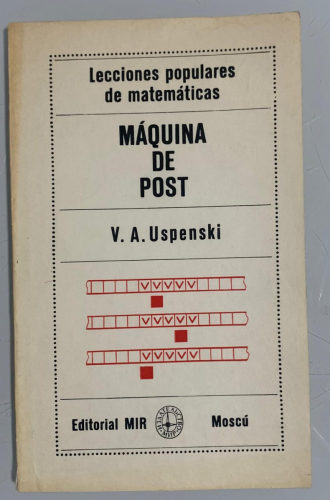 Lecciones populares
de matemáticas
MÁQUINA
DE
POST
V. A. Uspenski
V V V V V
V V V V V
V V V V V
Editorial MIR
Moscú